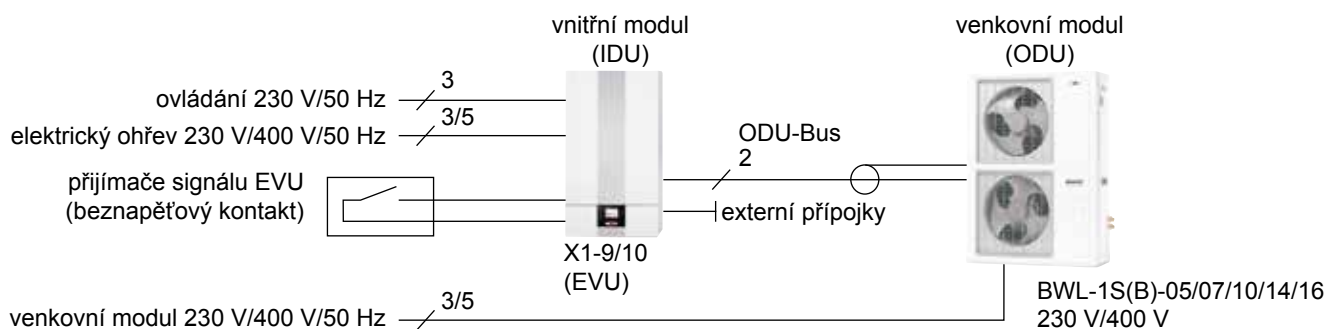 vnitřní modul
(IDU)
venkovní modul
(ODU)
ovládání 230 V/50 Hz
3
elektrický ohřev 230 V/400 V/50 Hz
3/5
přijímače signálu EVU
(beznapěťový kontakt)
ODU-Bus
2
externí přípojky
X1-9/10
(EVU)
venkovní modul 230 V/400 V/50 Hz
3/5
BWL-1S(B)-05/07/10/14/16
230 V/400 V